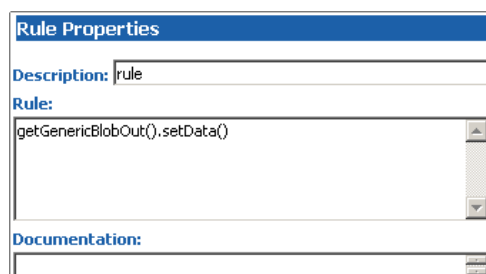 Rule Properties
Description: rule
Rule:
getGenericBlobOut().setData()
Documentation: